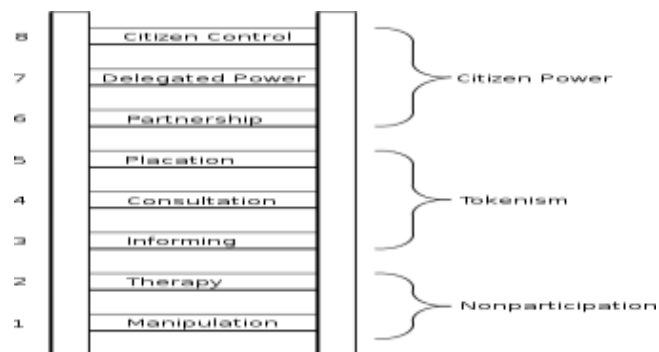 8 Citizen Control
7 Delegated Power
Citizen Power
6 Partnership
5 Placation
4 Consultation
Tokenism
3 Informing
2 Therapy
Nonparticipation
1 Manipulation